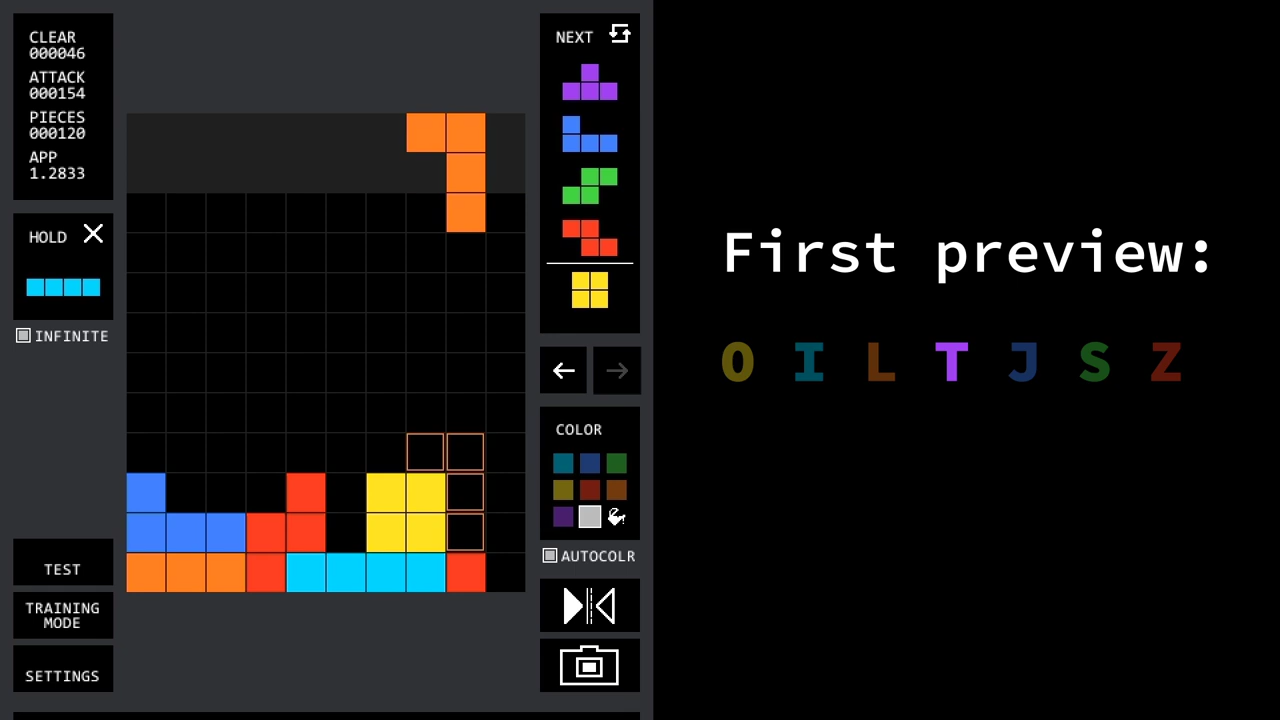 CLEAR
000046
ATTACK
000154
PIECES
000120
APP
1.2833
HOLD
INFINITE
TEST
TRAINING
MODE
SETTINGS
NEXT
COLOR
AUTOCOLR
First preview:
O I L T J S Z